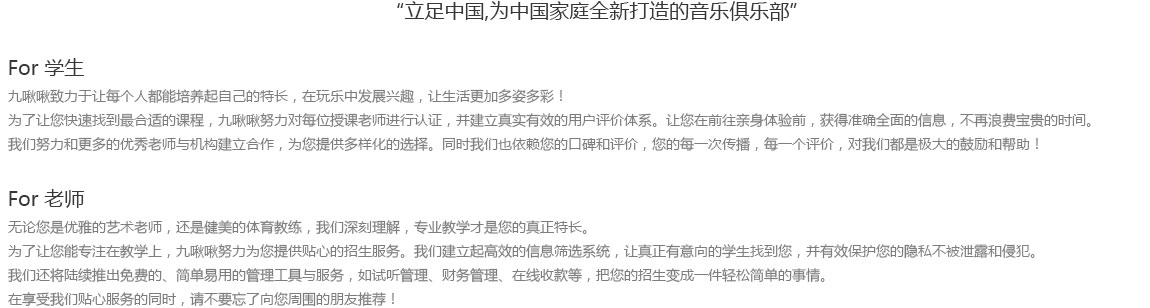 “立足中国,为中国家庭全新打造的音乐俱乐部”
For 学生
九啾啾致力于让每个人都能培养起自己的特长，在玩乐中发展兴趣，让生活更加多姿多彩！
为了让您快速找到最合适的课程，九啾啾努力对每位授课老师进行认证，并建立真实有效的用户评价体系。让您在前往亲身体验前，获得准确全面的信息，不再浪费宝贵的时间。
我们努力和更多的优秀老师与机构建立合作，为您提供多样化的选择。同时我们也依赖您的口碑和评价，您的每一次传播，每一个评价，对我们都是极大的鼓励和帮助！
For 老师
无论您是优雅的艺术老师，还是健美的体育教练，我们深刻理解，专业教学才是您的真正特长。
为了让您能专注在教学上，九啾啾努力为您提供贴心的招生服务。我们建立起高效的信息筛选系统，让真正有意向的学生找到您，并有效保护您的隐私不被泄露和侵犯。
我们还将陆续推出免费的、简单易用的管理工具与服务，如试听管理、财务管理、在线收款等，把您的招生变成一件轻松简单的事情。
在享受我们贴心服务的同时，请不要忘了向您周围的朋友推荐！